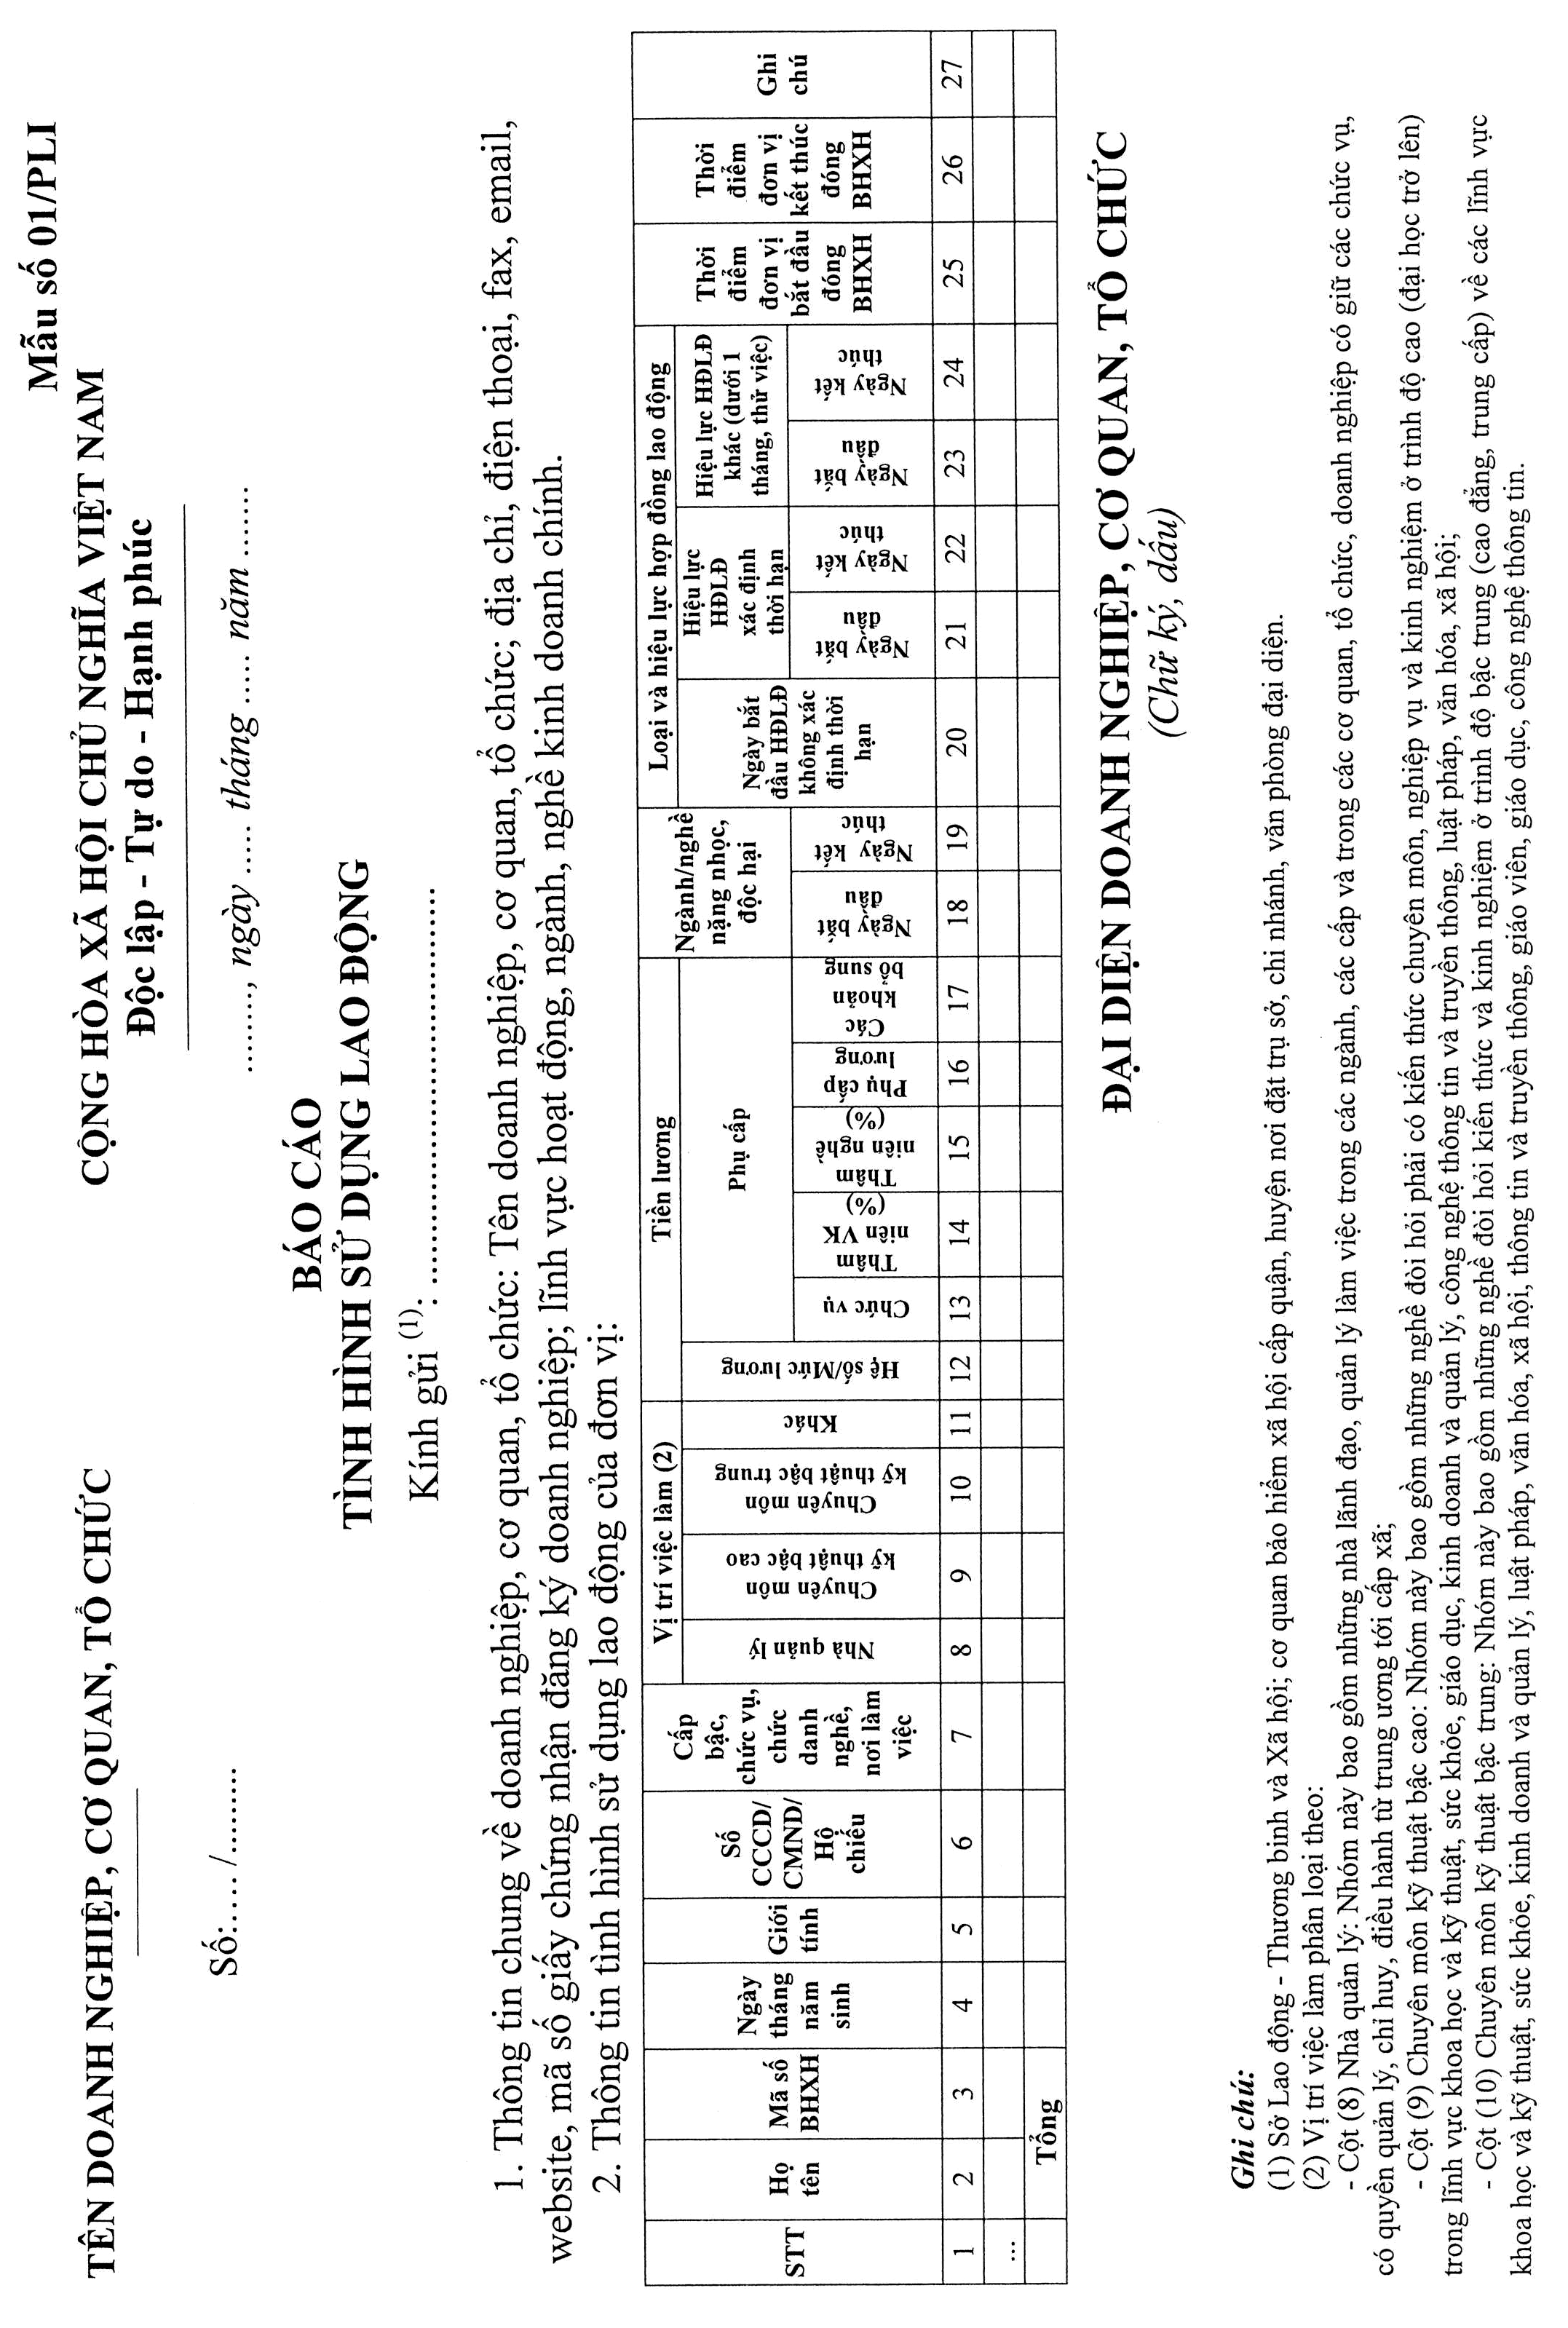 Mẫu số 01/PLI
TÊN DOANH NGHIỆP, CƠ QUAN, TỔ CHỨC
CỘNG HÒA XÃ HỘI CHỦ NGHĨA VIỆT NAM
Độc lập - Tự do - Hạnh phúc
Số:.... /.........
........, ngày .... tháng ..... năm .......
BÁO CÁO
TÌNH HÌNH SỬ DỤNG LAO ĐỘNG
Kính gửi (1): ........................................
1. Thông tin chung về doanh nghiệp, cơ quan, tổ chức: Tên doanh nghiệp, cơ quan, tổ chức; địa chỉ, điện thoại, fax, email,
website, mã số giấy chứng nhận đăng ký doanh nghiệp; lĩnh vực hoạt động, ngành, nghề kinh doanh chính.
2. Thông tin tình hình sử dụng lao động của đơn vị:
STT
Họ
tên
Mã số
BHXH
Ngày
tháng
năm
sinh
Giới
tính
Số
CCCD/
CMND/
Hộ
chiếu
Cấp
bậc,
chức vụ,
chức
danh
nghề,
nơi làm
việc
Vị trí việc làm (2)
Nhà quản lý
Chuyên môn
kỹ thuật bậc cao
Chuyên môn
kỹ thuật bậc trung
Khác
Tiền lương
Hệ số/Mức lương
Phụ cấp
Chức vụ
Thâm
niên VK
(%)
Thâm
niên nghề
(%)
Phụ cấp
lương
Các
khoản
bổ sung
Ngành/nghề
nặng nhọc,
độc hại
Ngày bắt
đầu
Ngày kết
thúc
Loại và hiệu lực hợp đồng lao động
Ngày bắt
đầu HĐLĐ
không xác
định thời
hạn
Hiệu lực
HĐLĐ
xác định
thời hạn
Ngày bắt
đầu
Ngày kết
thúc
Hiệu lực HĐLĐ
khác (dưới 1
tháng, thử việc)
Ngày bắt
đầu
Ngày kết
thúc
Thời
điểm
đơn vị
bắt đầu
đóng
BHXH
Thời
điểm
đơn vị
kết thúc
đóng
BHXH
Ghi
chú
1 2 3 4 5 6 7 8 9 10 11 12 13 14 15 16 17 18 19 20 21 22 23 24 25 26 27
...
Tổng
ĐẠI DIỆN DOANH NGHIỆP, CƠ QUAN, TỔ CHỨC
(Chữ ký, dấu)
Ghi chú:
(1) Sở Lao động - Thương binh và Xã hội; cơ quan bảo hiểm xã hội cấp quận, huyện nơi đặt trụ sở, chi nhánh, văn phòng đại diện.
(2) Vị trí việc làm phân loại theo:
- Cột (8) Nhà quản lý: Nhóm này bao gồm những nhà lãnh đạo, quản lý làm việc trong các ngành, các cấp và trong các cơ quan, tổ chức, doanh nghiệp có giữ các chức vụ,
có quyền quản lý, chỉ huy, điều hành từ trung ương tới cấp xã;
- Cột (9) Chuyên môn kỹ thuật bậc cao: Nhóm này bao gồm những nghề đòi hỏi phải có kiến thức chuyên môn, nghiệp vụ và kinh nghiệm ở trình độ cao (đại học trở lên)
trong lĩnh vực khoa học và kỹ thuật, sức khỏe, giáo dục, kinh doanh và quản lý, công nghệ thông tin và truyền thông, luật pháp, văn hóa, xã hội;
- Cột (10) Chuyên môn kỹ thuật bậc trung: Nhóm này bao gồm những nghề đòi hỏi kiến thức và kinh nghiệm ở trình độ bậc trung (cao đẳng, trung cấp) về các lĩnh vực
khoa học và kỹ thuật, sức khỏe, kinh doanh và quản lý, luật pháp, văn hóa, xã hội, thông tin và truyền thông, giáo viên, giáo dục, công nghệ thông tin.